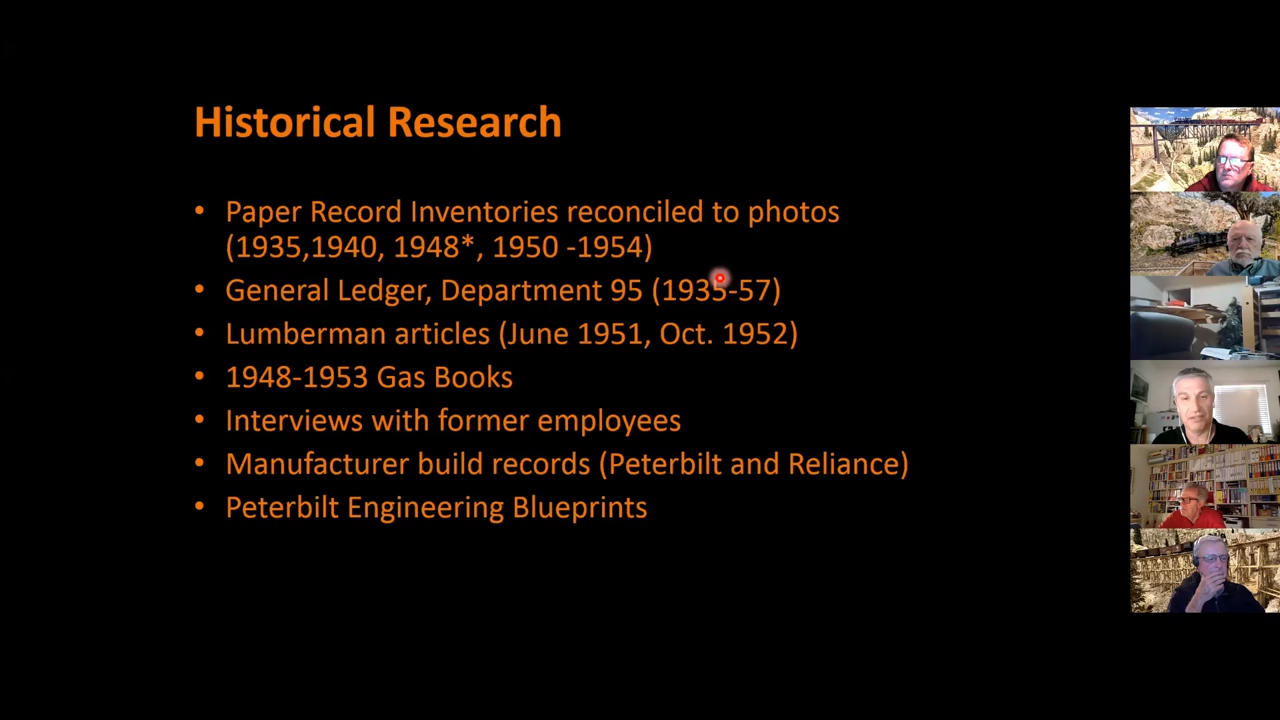 Historical Research
• Paper Record Inventories reconciled to photos
(1935,1940, 1948*, 1950 -1954)
• General Ledger, Department 95 (1935-57)
• Lumberman articles (June 1951, Oct. 1952)
• 1948-1953 Gas Books
• Interviews with former employees
• Manufacturer build records (Peterbilt and Reliance)
• Peterbilt Engineering Blueprints